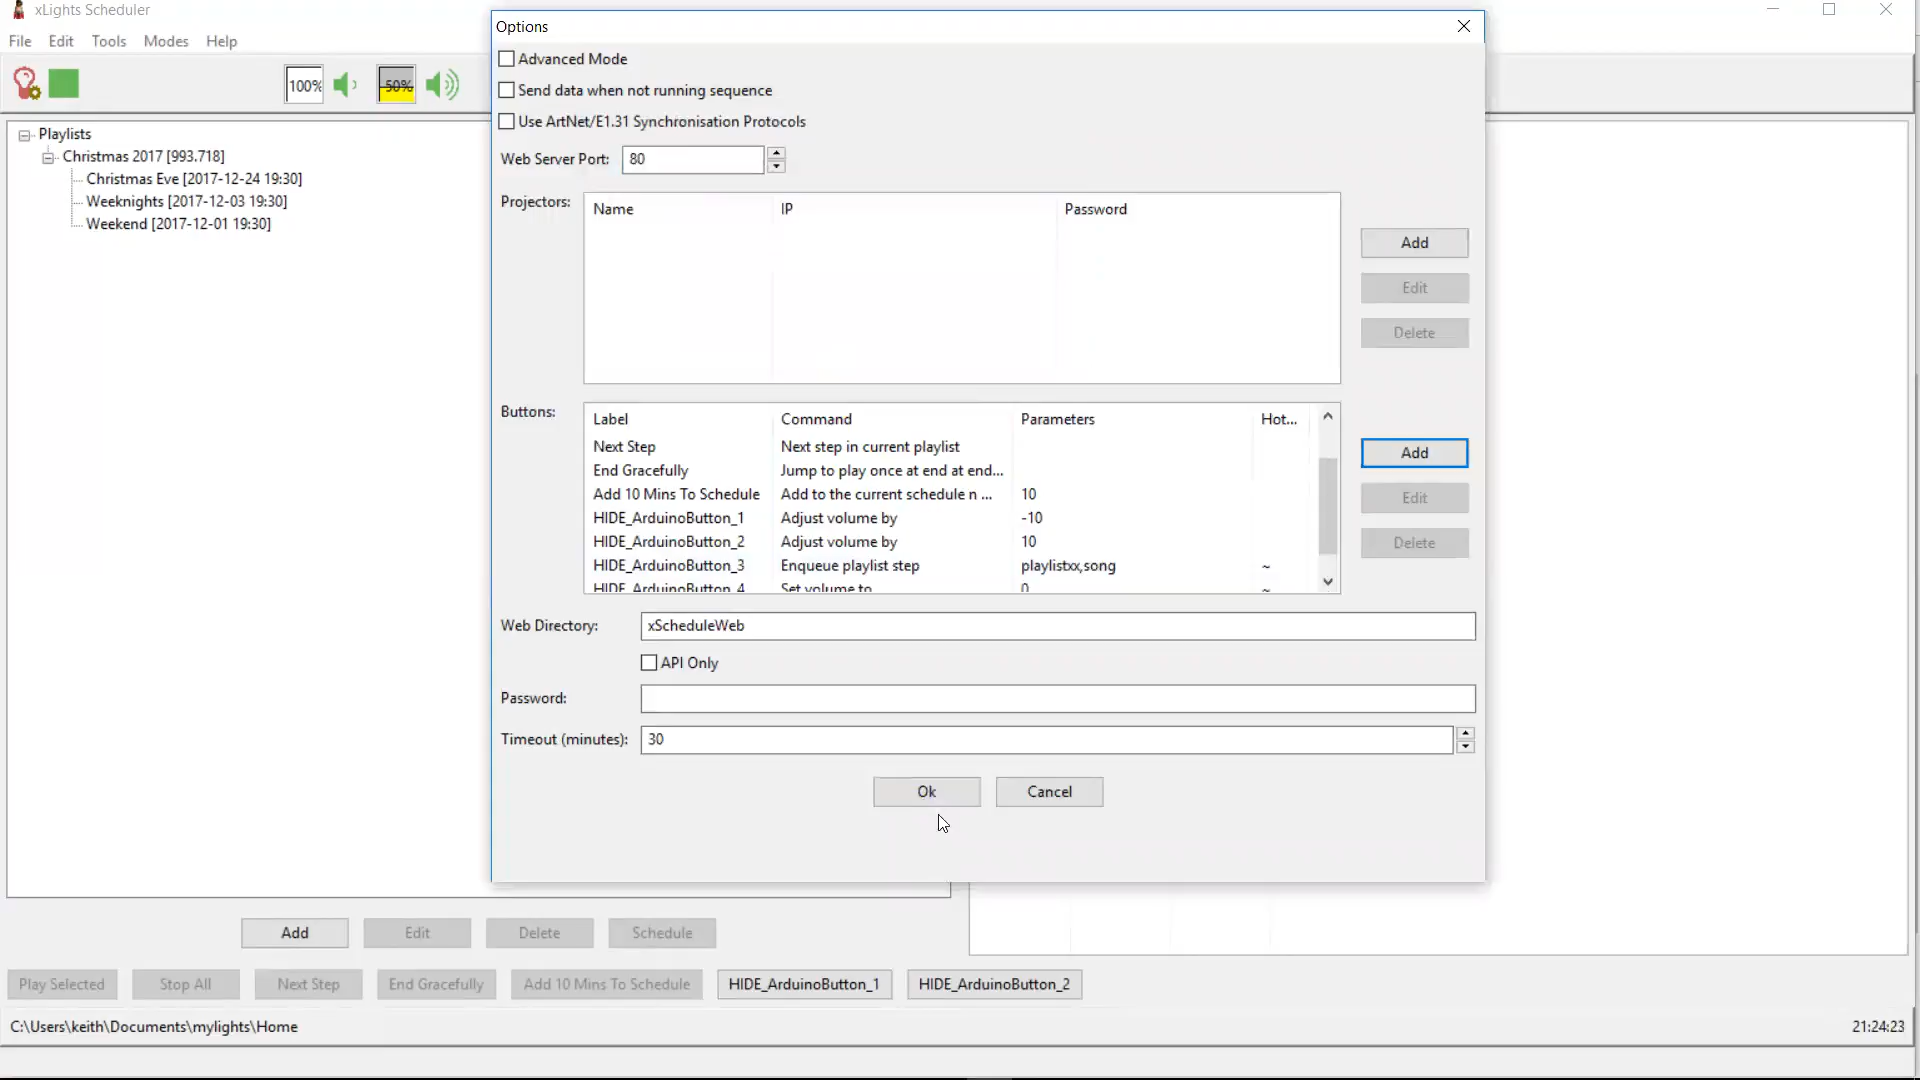 xLights Scheduler
File Edit Tools Modes Help
100% 50%
Playlists
Christmas 2017 [993.718]
Christmas Eve [2017-12-24 19:30]
Weeknights [2017-12-03 19:30]
Weekend [2017-12-01 19:30]
Options
Advanced Mode
Send data when not running sequence
Use ArtNet/E1.31 Synchronisation Protocols
Web Server Port: 80
Projectors: Name IP Password
Add
Edit
Delete
Buttons: Label Command Parameters Hot...
Next Step Next step in current playlist
End Gracefully Jump to play once at end at end...
Add 10 Mins To Schedule Add to the current schedule n ... 10
HIDE_ArduinoButton_1 Adjust volume by -10
HIDE_ArduinoButton_2 Adjust volume by 10
HIDE_ArduinoButton_3 Enqueue playlist step playlistxx,song ~
HIDE_ArduinoButton_4 Set volume to 0 ~
Add
Edit
Delete
Web Directory: xScheduleWeb
API Only
Password:
Timeout (minutes): 30
Ok Cancel
Add Edit Delete Schedule
Play Selected Stop All Next Step End Gracefully Add 10 Mins To Schedule HIDE_ArduinoButton_1 HIDE_ArduinoButton_2
C:\Users\keith\Documents\mylights\Home 21:24:23